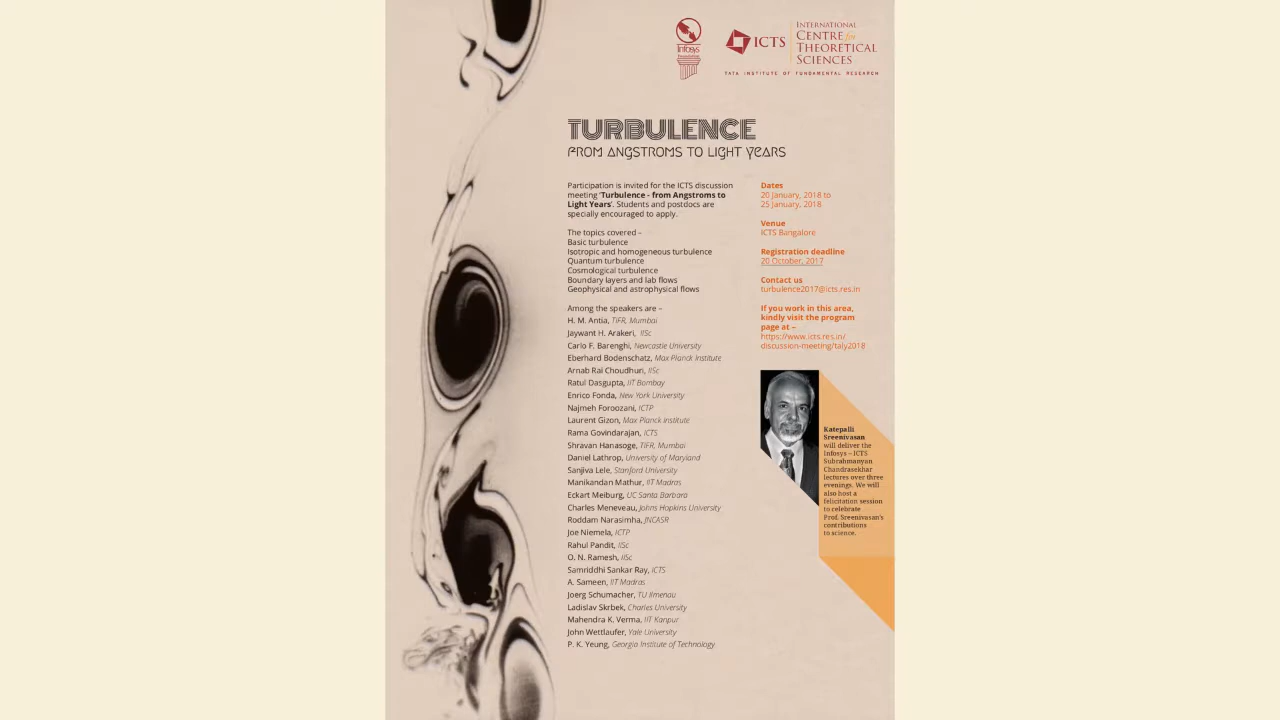 Infosys
ICTS
INTERNATIONAL
CENTRE for
THEORETICAL
SCIENCES
TATA INSTITUTE OF FUNDAMENTAL RESEARCH
TURBULENCE
FROM ANGSTROMS TO LIGHT YEARS
Participation is invited for the ICTS discussion
meeting 'Turbulence - from Angstroms to
Light Years'. Students and postdocs are
specially encouraged to apply.
The topics covered –
Basic turbulence
Isotropic and homogeneous turbulence
Quantum turbulence
Cosmological turbulence
Boundary layers and lab flows
Geophysical and astrophysical flows
Among the speakers are –
H. M. Antia, TIFR, Mumbai
Jaywant H. Arakeri, IISc
Carlo F. Barenghi, Newcastle University
Eberhard Bodenschatz, Max Planck Institute
Arnab Rai Choudhuri, IISc
Ratul Dasgupta, IIT Bombay
Enrico Fonda, New York University
Najmeh Foroozani, ICTP
Laurent Gizon, Max Planck Institute
Rama Govindarajan, ICTS
Shravan Hanasoge, TIFR, Mumbai
Daniel Lathrop, University of Maryland
Sanjiva Lele, Stanford University
Manikandan Mathur, IIT Madras
Eckart Meiburg, UC Santa Barbara
Charles Meneveau, Johns Hopkins University
Roddam Narasimha, JNCASR
Joe Niemela, ICTP
Rahul Pandit, IISc
O. N. Ramesh, IISc
Samriddhi Sankar Ray, ICTS
A. Sameen, IIT Madras
Joerg Schumacher, TU Ilmenau
Ladislav Skrbek, Charles University
Mahendra K. Verma, IIT Kanpur
John Wettlaufer, Yale University
P. K. Yeung, Georgia Institute of Technology
Dates
20 January, 2018 to
25 January, 2018
Venue
ICTS Bangalore
Registration deadline
20 October, 2017
Contact us
turbulence2017@icts.res.in
If you work in this area,
kindly visit the program
page at –
https://www.icts.res.in/
discussion-meeting/taly2018
Katepalli
Sreenivasan
will deliver the
Infosys – ICTS
Subrahmanyan
Chandrasekhar
lectures over three
evenings. We will
also host a
felicitation session
to celebrate
Prof. Sreenivasan's
contributions
to science.